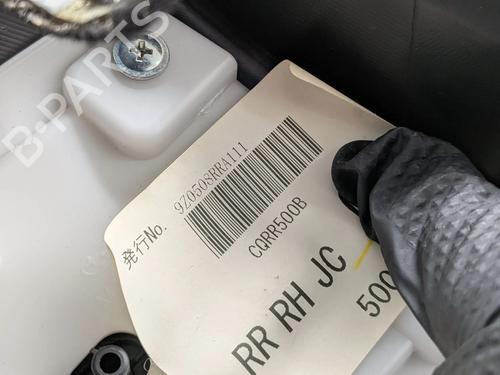 B-PARTS
発行No. 9Z0508RRA111
CQRR500B
RR RH JC
500